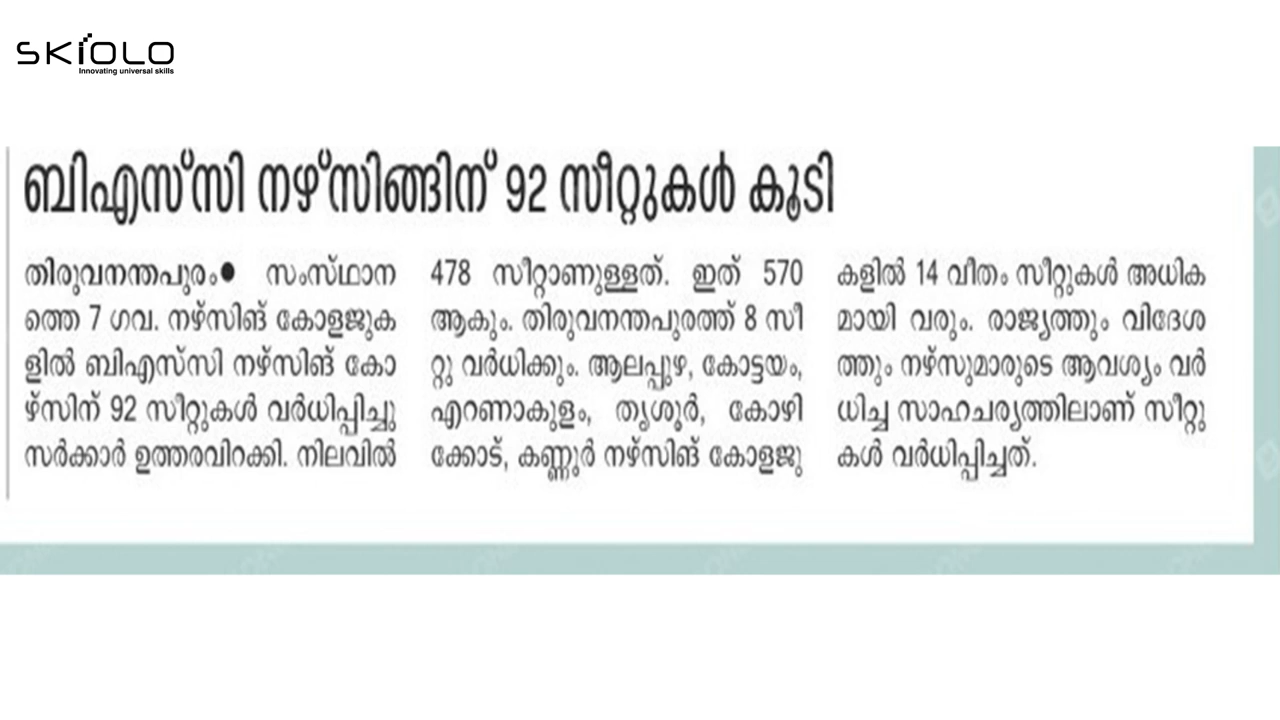 SKIOLO
Innovating universal skills
ബിഎസ്‌സി നഴ്‌സിങ്ങിന് 92 സീറ്റുകൾ കൂടി
തിരുവനന്തപുരം● സംസ്ഥാന
ത്തെ 7 ഗവ. നഴ്‌സിങ് കോളജുക
ളിൽ ബിഎസ്‌സി നഴ്‌സിങ് കോ
ഴ്‌സിന് 92 സീറ്റുകൾ വർധിപ്പിച്ചു
സർക്കാർ ഉത്തരവിറക്കി. നിലവിൽ
478 സീറ്റാണുള്ളത്. ഇത് 570
ആകും. തിരുവനന്തപുരത്ത് 8 സീ
റ്റു വർധിക്കും. ആലപ്പുഴ, കോട്ടയം,
എറണാകുളം, തൃശൂർ, കോഴി
ക്കോട്, കണ്ണൂർ നഴ്‌സിങ് കോളജു
കളിൽ 14 വീതം സീറ്റുകൾ അധിക
മായി വരും. രാജ്യത്തും വിദേശ
ത്തും നഴ്‌സുമാരുടെ ആവശ്യം വർ
ധിച്ച സാഹചര്യത്തിലാണ് സീറ്റു
കൾ വർധിപ്പിച്ചത്.